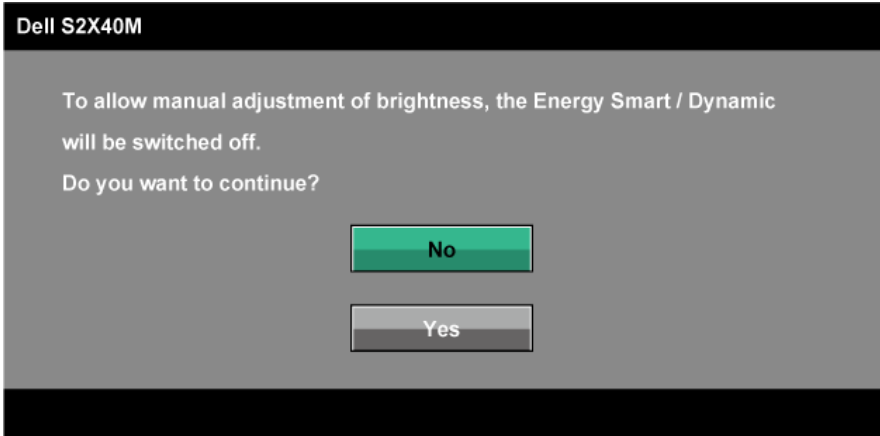 Dell S2X40M
To allow manual adjustment of brightness, the Energy Smart / Dynamic
will be switched off.
Do you want to continue?
No
Yes